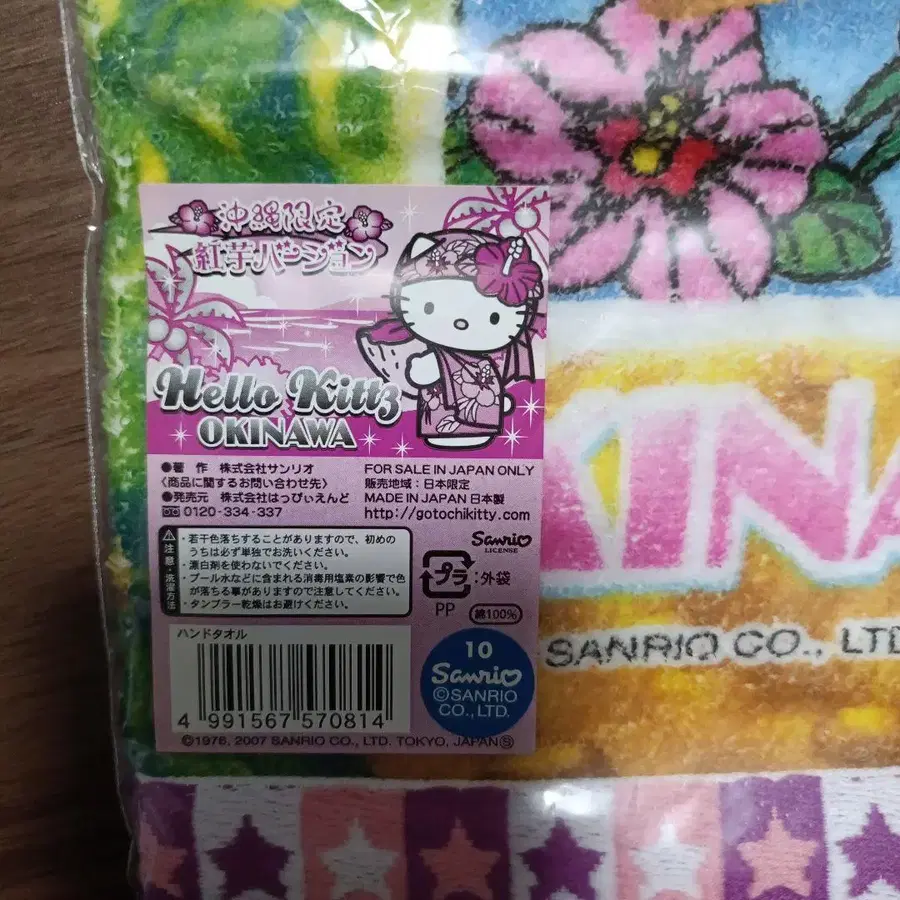 沖縄限定
紅芋バージョン
Hello Kitty
OKINAWA
●著 作 株式会社サンリオ
〈商品に関するお問い合わせ先〉
●発売元 株式会社はっぴぃえんど
0120-334-337
FOR SALE IN JAPAN ONLY
販売地域:日本限定
MADE IN JAPAN 日本製
http://gotochikitty.com
注意・洗濯方法
・若干色落ちすることがありますので、初めの
うちは必ず単独でお洗いください。
・漂白剤を使わないでください。
・プール水などに含まれる消毒用塩素の影響で色
が落ちる事がありますので注意してください。
・タンブラー乾燥はお避けください。
Sanrio
LICENSE
プラ:外袋
PP
綿100%
ハンドタオル
4 991567 570814
10
Sanrio
©SANRIO
CO.,LTD.
©1976, 2007 SANRIO CO., LTD. TOKYO, JAPAN Ⓢ
KINA
SANRIO CO., LTD